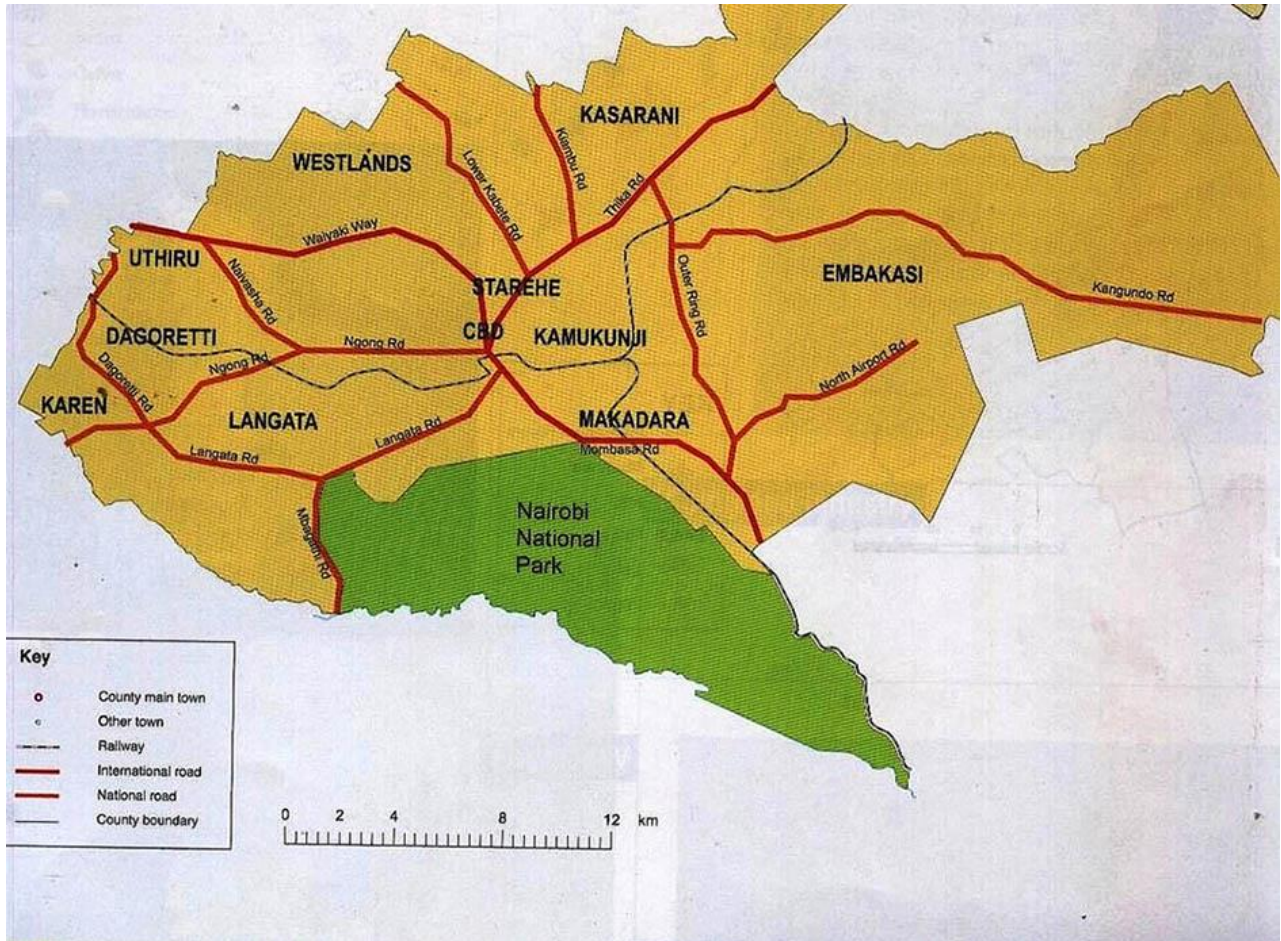 KASARANI
WESTLANDS
Kiambu Rd
Lower Kabete Rd
Thika Rd
Waiyaki Way
UTHIRU
Naivasha Rd
STAREHE
EMBAKASI
Outer Ring Rd
Kangundo Rd
DAGORETTI
CBD
KAMUKUNJI
Ngong Rd
Ngong Rd
North Airport Rd
Dagoretti Rd
KAREN
LANGATA
Langata Rd
MAKADARA
Mombasa Rd
Langata Rd
Mbagathi Rd
Nairobi
National
Park
Key
County main town
Other town
Railway
International road
National road
County boundary
0 2 4 8 12 km